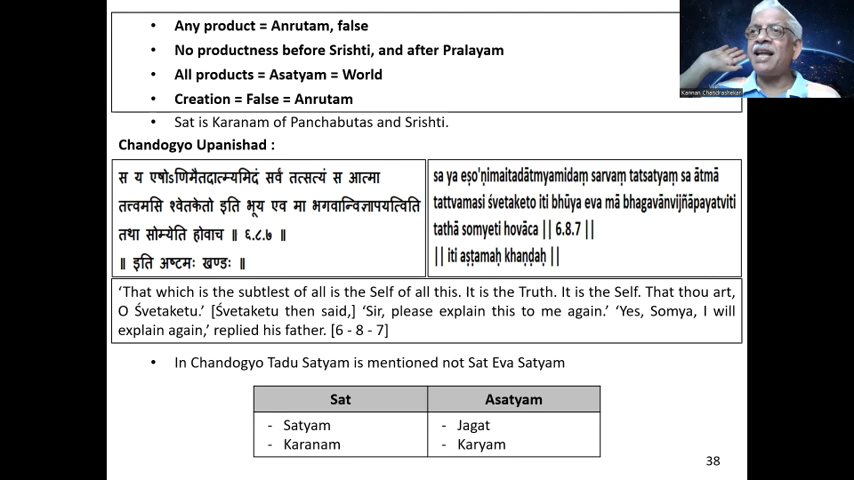 • Any product = Anrutam, false
• No productness before Srishti, and after Pralayam
• All products = Asatyam = World
• Creation = False = Anrutam
• Sat is Karanam of Panchabutas and Srishti.
Chandogyo Upanishad :
स य एषोऽणिमैतदात्म्यमिदं सर्वं तत्सत्यं स आत्मा
तत्त्वमसि श्वेतकेतो इति भूय एव मा भगवान्विज्ञापयत्विति
तथा सोम्येति होवाच ॥ ६.८.७ ॥
॥ इति अष्टमः खण्डः ॥
sa ya eṣo'ṇimaitadātmyamidaṃ sarvaṃ tatsatyaṃ sa ātmā
tattvamasi śvetaketo iti bhūya eva mā bhagavānvijñāpayatviti
tathā somyeti hovāca || 6.8.7 ||
|| iti aṣṭamaḥ khaṇḍaḥ ||
‘That which is the subtlest of all is the Self of all this. It is the Truth. It is the Self. That thou art,
O Śvetaketu.’ [Śvetaketu then said,] ‘Sir, please explain this to me again.’ ‘Yes, Somya, I will
explain again,’ replied his father. [6 - 8 - 7]
• In Chandogyo Tadu Satyam is mentioned not Sat Eva Satyam
Sat Asatyam
- Satyam - Jagat
- Karanam - Karyam
38
Kannan Chandrashekar